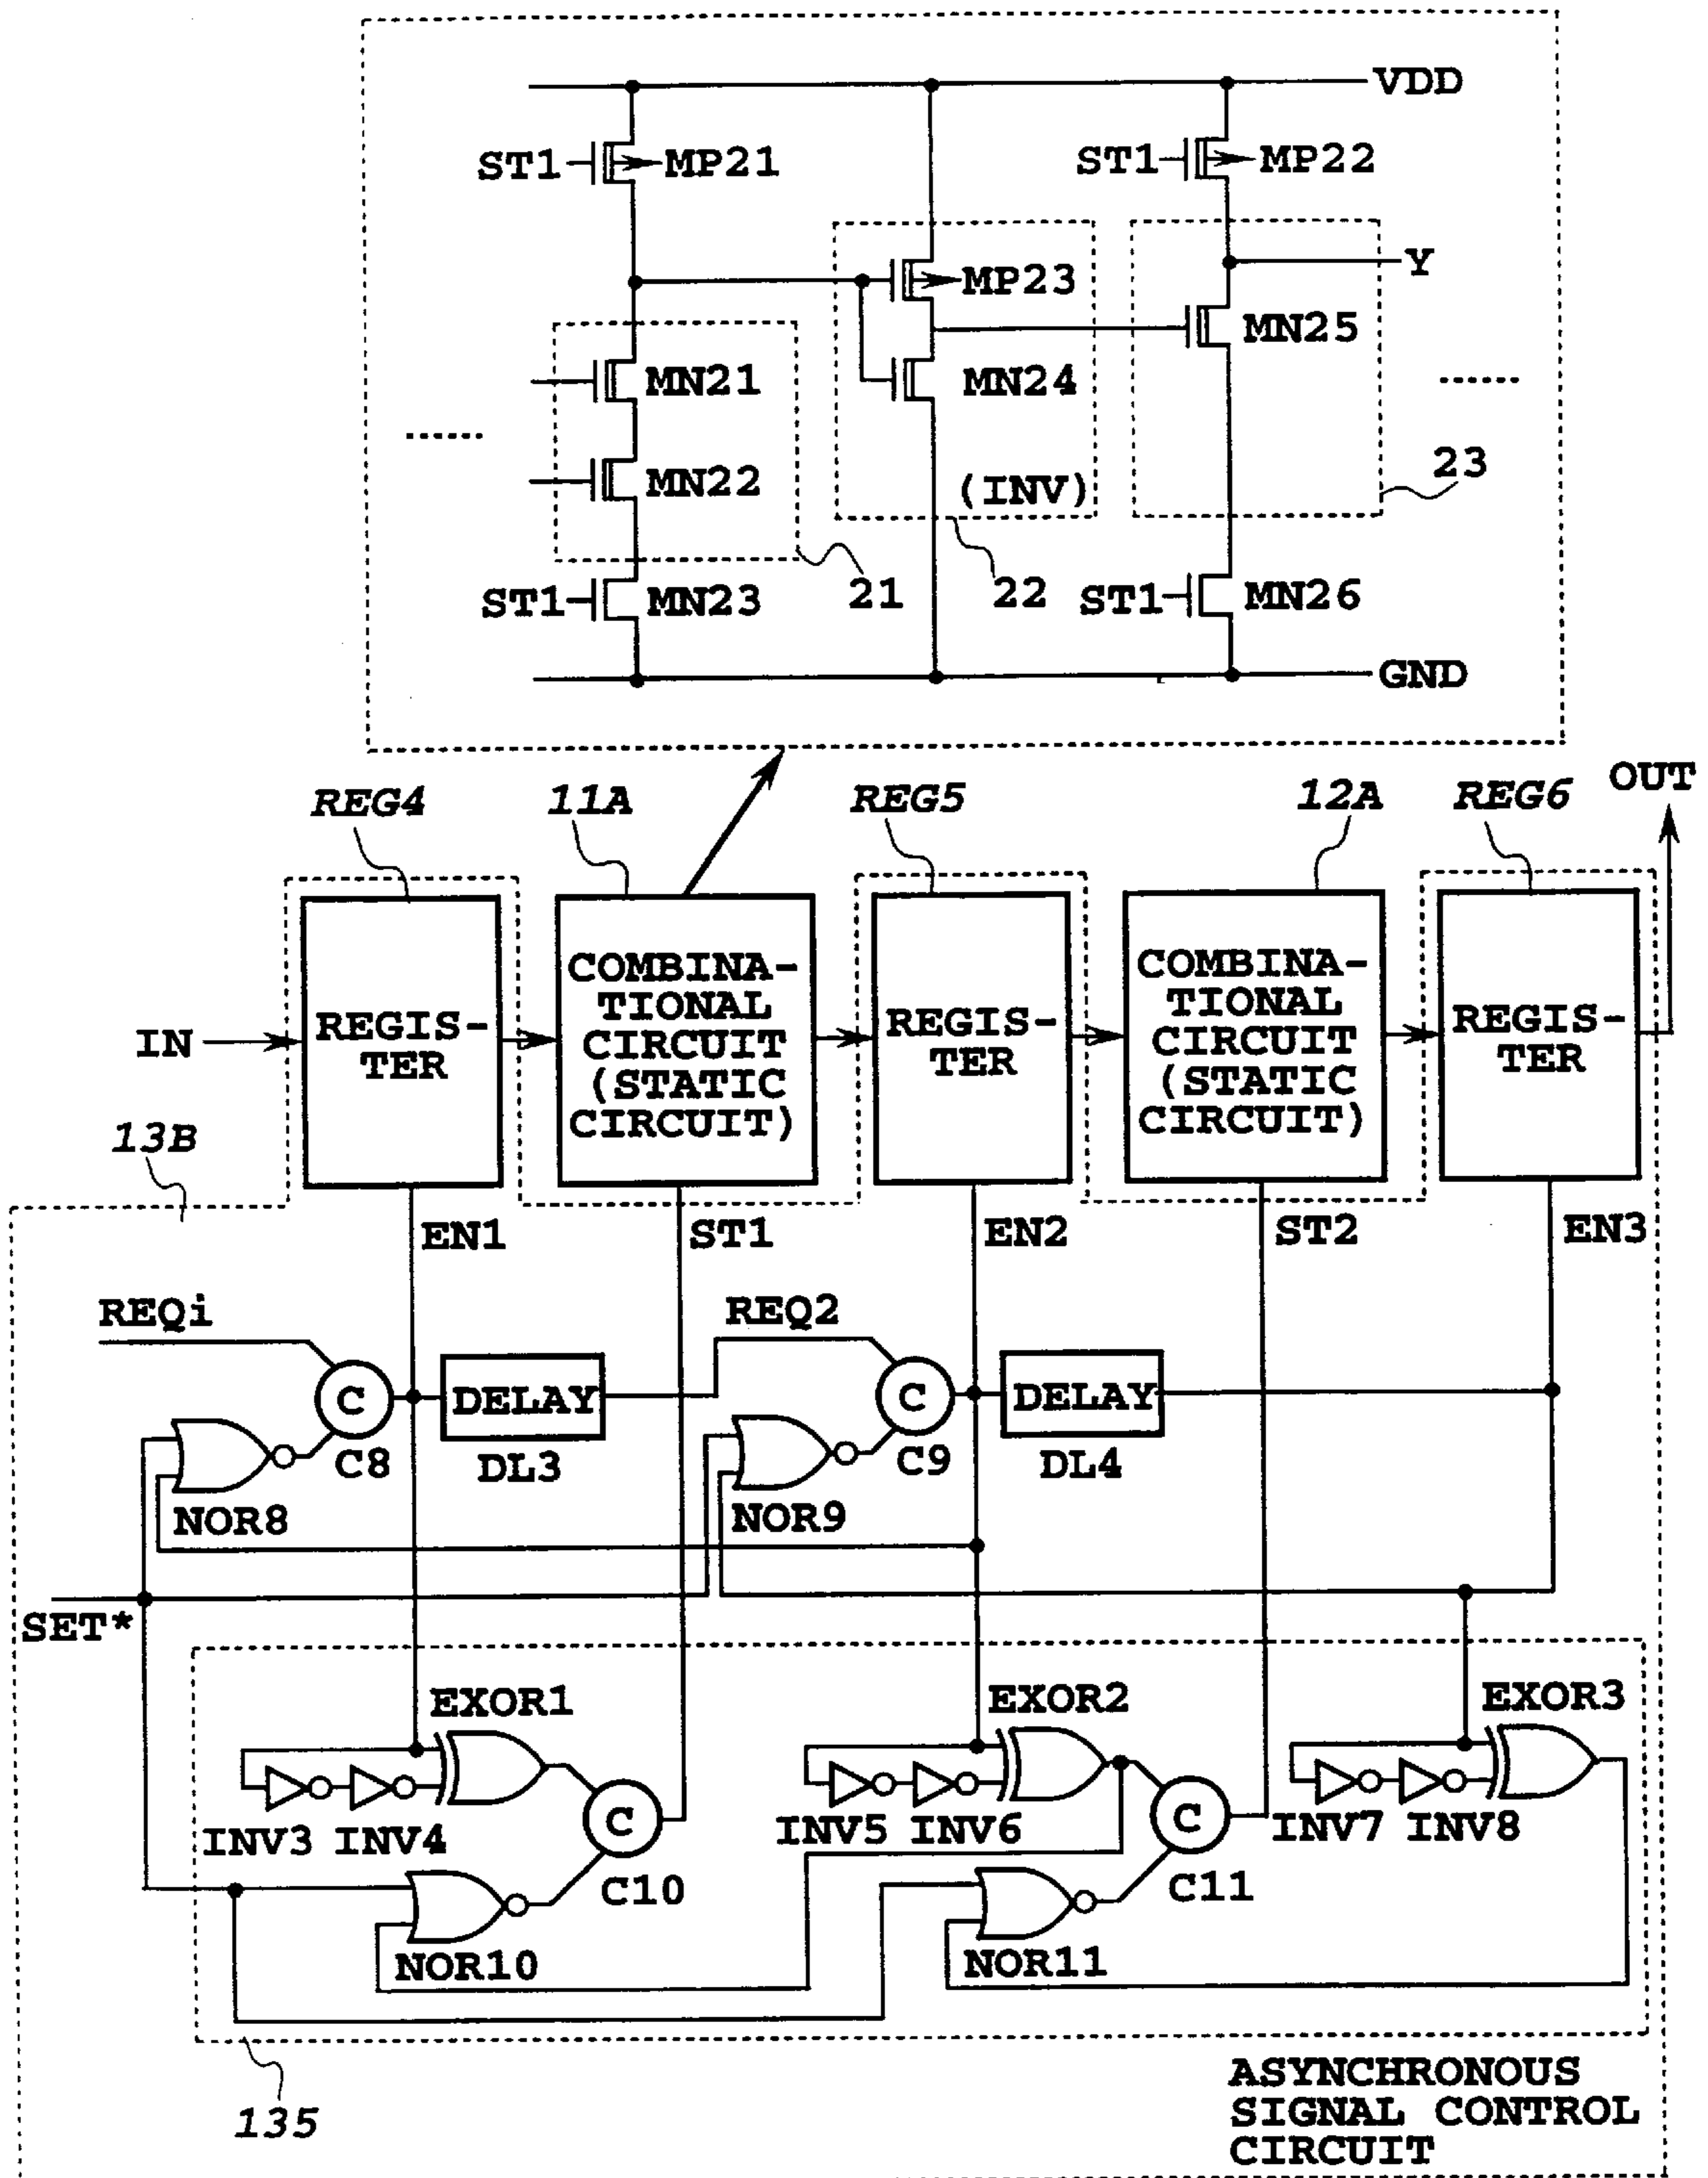 VDD
ST1 MP21
ST1 MP22
MP23
Y
MN25
MN21
MN24
......
......
MN22
(INV)
23
ST1 MN23
21
22
ST1 MN26
GND
OUT
REG4
11A
REG5
12A
REG6
IN
REGIS-
TER
COMBINA-
TIONAL
CIRCUIT
(STATIC
CIRCUIT)
REGIS-
TER
COMBINA-
TIONAL
CIRCUIT
(STATIC
CIRCUIT)
REGIS-
TER
13B
EN1
ST1
EN2
ST2
EN3
REQi
REQ2
C
DELAY
C
DELAY
C8
DL3
C9
DL4
NOR8
NOR9
SET*
EXOR1
EXOR2
EXOR3
INV3 INV4
C
INV5 INV6
C
INV7 INV8
C10
C11
NOR10
NOR11
135
ASYNCHRONOUS
SIGNAL CONTROL
CIRCUIT